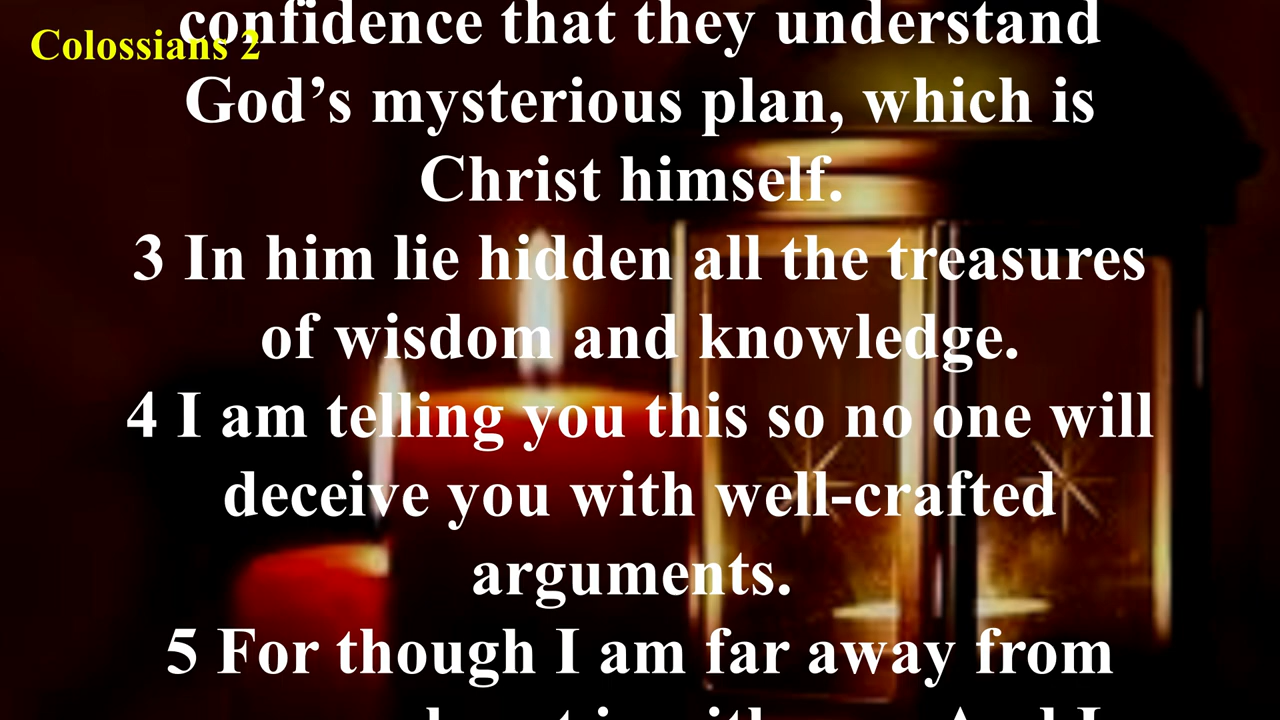 Colossians 2
confidence that they understand
God’s mysterious plan, which is
Christ himself.
3 In him lie hidden all the treasures
of wisdom and knowledge.
4 I am telling you this so no one will
deceive you with well-crafted
arguments.
5 For though I am far away from